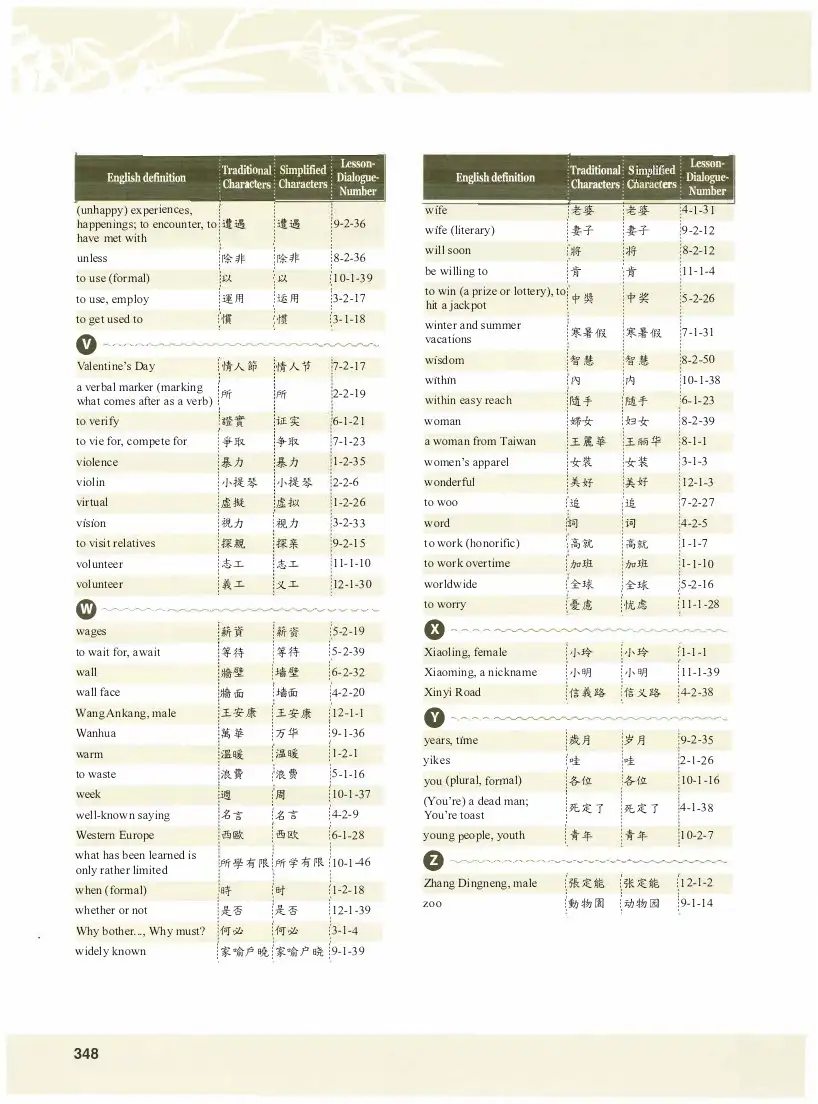 English definition Traditional Characters Simplified Characters Lesson-Dialogue-Number
(unhappy) experiences, happenings; to encounter, to have met with 遭遇 遭遇 9-2-36
unless 除非 除非 8-2-36
to use (formal) 以 以 10-1-39
to use, employ 運用 运用 3-2-17
to get used to 慣 惯 3-1-18
V
Valentine's Day 情人節 情人节 7-2-17
a verbal marker (marking what comes after as a verb) 所 所 2-2-19
to verify 證實 证实 6-1-21
to vie for, compete for 爭取 争取 7-1-23
violence 暴力 暴力 1-2-35
violin 小提琴 小提琴 2-2-6
virtual 虛擬 虚拟 1-2-26
vision 視力 视力 3-2-33
to visit relatives 探親 探亲 9-2-15
volunteer 志工 志工 11-1-10
volunteer 義工 义工 12-1-30
W
wages 薪資 薪资 5-2-19
to wait for, await 等待 等待 5-2-39
wall 牆壁 墙壁 6-2-32
wall face 牆面 墙面 4-2-20
Wang Ankang, male 王安康 王安康 12-1-1
Wanhua 萬華 万华 9-1-36
warm 溫暖 温暖 1-2-1
to waste 浪費 浪费 5-1-16
week 週 周 10-1-37
well-known saying 名言 名言 4-2-9
Western Europe 西歐 西欧 6-1-28
what has been learned is only rather limited 所學有限 所学有限 10-1-46
when (formal) 時 时 1-2-18
whether or not 是否 是否 12-1-39
Why bother..., Why must? 何必 何必 3-1-4
widely known 家喻戶曉 家喻户晓 9-1-39
English definition Traditional Characters Simplified Characters Lesson-Dialogue-Number
wife 老婆 老婆 4-1-31
wife (literary) 妻子 妻子 9-2-12
will soon 將 将 8-2-12
be willing to 肯 肯 11-1-4
to win (a prize or lottery), to hit a jackpot 中獎 中奖 5-2-26
winter and summer vacations 寒暑假 寒暑假 7-1-31
wisdom 智慧 智慧 8-2-50
within 內 内 10-1-38
within easy reach 隨手 随手 6-1-23
woman 婦女 妇女 8-2-39
a woman from Taiwan 王麗華 王丽华 8-1-1
women's apparel 女裝 女装 3-1-3
wonderful 美好 美好 12-1-3
to woo 追 追 7-2-27
word 詞 词 4-2-5
to work (honorific) 高就 高就 1-1-7
to work overtime 加班 加班 1-1-10
worldwide 全球 全球 5-2-16
to worry 憂慮 忧虑 11-1-28
X
Xiaoling, female 小玲 小玲 1-1-1
Xiaoming, a nickname 小明 小明 11-1-39
Xinyi Road 信義路 信义路 4-2-38
Y
years, time 歲月 岁月 9-2-35
yikes 哇 哇 2-1-26
you (plural, formal) 各位 各位 10-1-16
(You're) a dead man; You're toast 死定了 死定了 4-1-38
young people, youth 青年 青年 10-2-7
Z
Zhang Dingneng, male 張定能 张定能 12-1-2
zoo 動物園 动物园 9-1-14
348